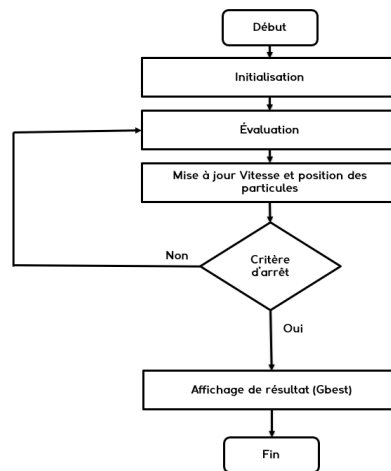 Début
Initialisation
Évaluation
Mise à jour Vitesse et position des
particules
Critère
d'arrêt
Non
Oui
Affichage de résultat (Gbest)
Fin